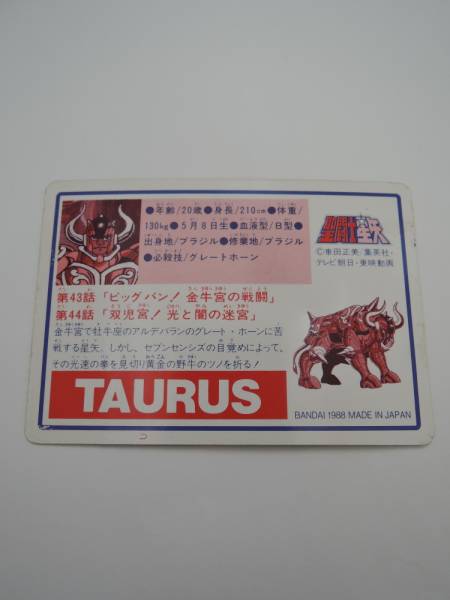 ●年齢/20歳●身長/210cm●体重/
130kg●5月8日生●血液型/B型●
出身地/ブラジル●修業地/ブラジル
●必殺技/グレートホーン
聖闘士星矢
©車田正美/集英社・
テレビ朝日・東映動画
第43話「ビッグバン!金牛宮の戦闘」
第44話「双児宮!光と闇の迷宮」
金牛宮で牡牛座のアルデバランのグレート・ホーンに苦
戦する星矢、しかし、セブンセンシズの目覚めによって、
その光速の拳を見切り黄金の野牛のツノを折る!
TAURUS
BANDAI 1988 MADE IN JAPAN